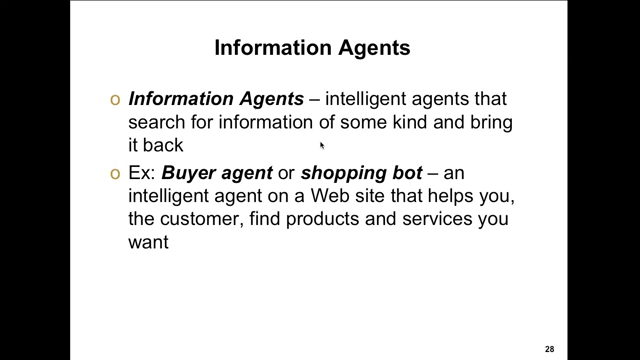 Information Agents
o Information Agents – intelligent agents that
search for information of some kind and bring
it back
o Ex: Buyer agent or shopping bot – an
intelligent agent on a Web site that helps you,
the customer, find products and services you
want
28